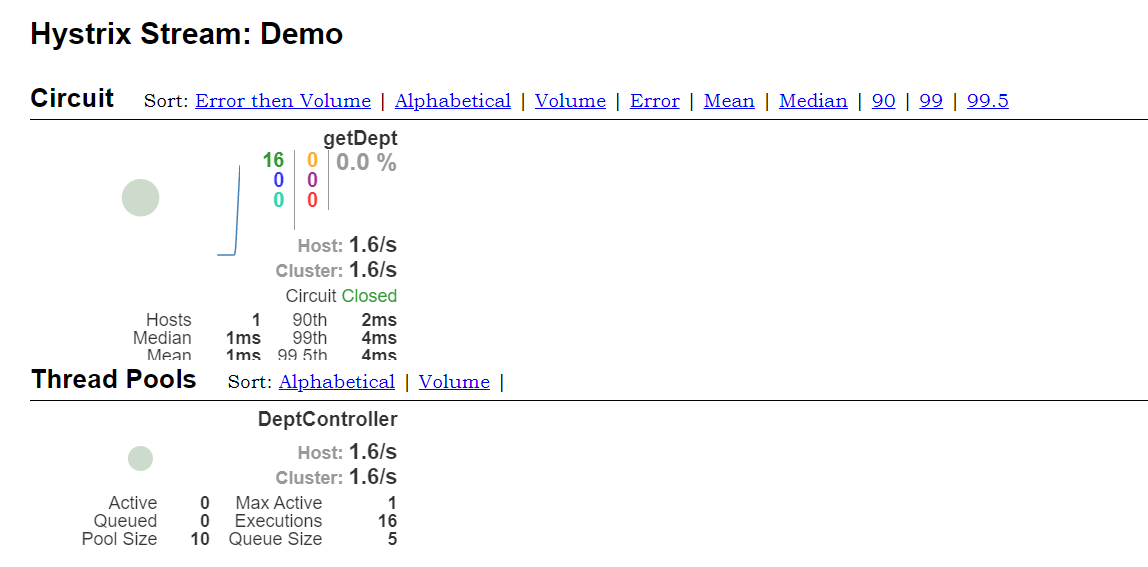 Hystrix Stream: Demo
Circuit Sort: Error then Volume | Alphabetical | Volume | Error | Mean | Median | 90 | 99 | 99.5
getDept
16 0 0.0 %
0 0
0 0
Host: 1.6/s
Cluster: 1.6/s
Circuit Closed
Hosts 1 90th 2ms
Median 1ms 99th 4ms
Mean 1ms 99.5th 4ms
Thread Pools Sort: Alphabetical | Volume |
DeptController
Host: 1.6/s
Cluster: 1.6/s
Active 0 Max Active 1
Queued 0 Executions 16
Pool Size 10 Queue Size 5